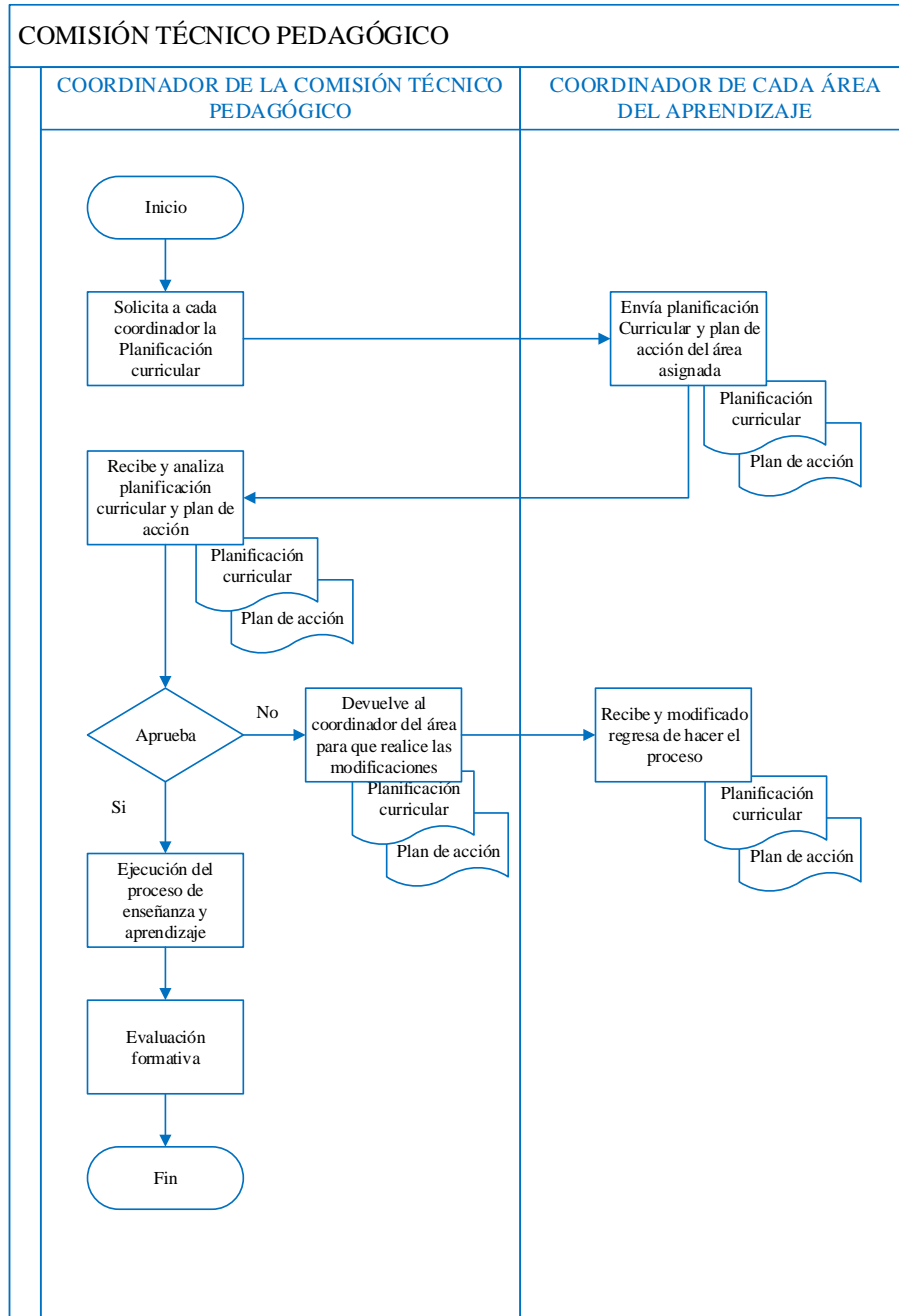 COMISIÓN TÉCNICO PEDAGÓGICO
COORDINADOR DE LA COMISIÓN TÉCNICO
PEDAGÓGICO
COORDINADOR DE CADA ÁREA
DEL APRENDIZAJE
Inicio
Solicita a cada
coordinador la
Planificación
curricular
Envía planificación
Curricular y plan de
acción del área
asignada
Planificación
curricular
Plan de acción
Recibe y analiza
planificación
curricular y plan de
acción
Planificación
curricular
Plan de acción
Aprueba
No
Si
Devuelve al
coordinador del área
para que realice las
modificaciones
Planificación
curricular
Plan de acción
Recibe y modificado
regresa de hacer el
proceso
Planificación
curricular
Plan de acción
Ejecución del
proceso de
enseñanza y
aprendizaje
Evaluación
formativa
Fin